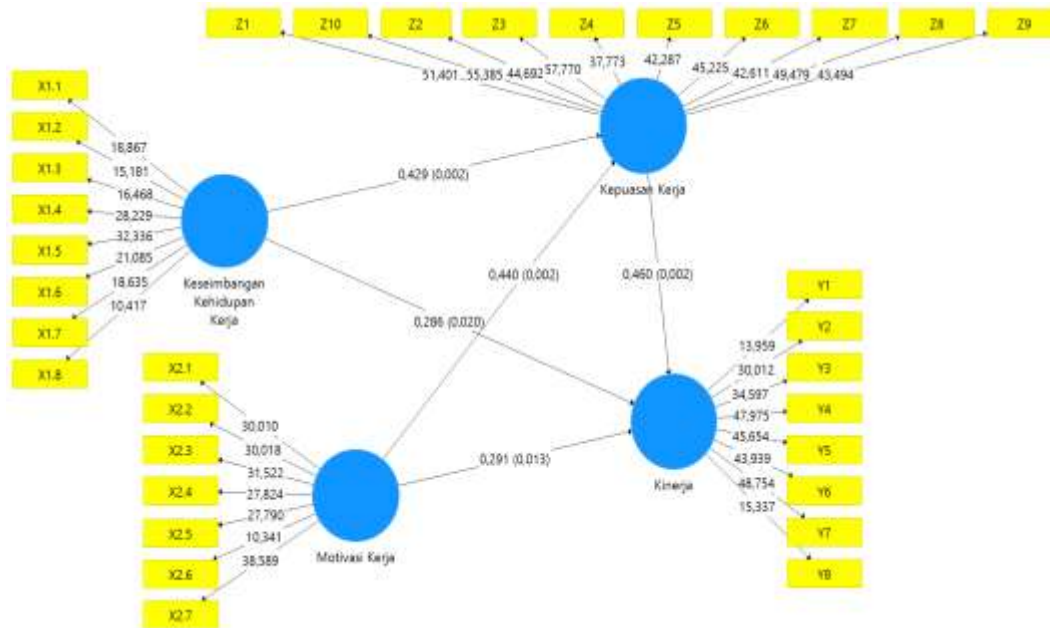 Z1
Z10
Z2
Z3
Z4
Z5
Z6
Z7
Z8
Z9
51,401
55,385
44,692
57,770
37,773
42,287
45,225
42,611
49,479
43,494
Kepuasan Kerja
X1.1
X1.2
X1.3
X1.4
X1.5
X1.6
X1.7
X1.8
18,867
15,181
16,468
28,229
32,336
21,085
18,635
10,417
Keseimbangan
Kehidupan
Kerja
0,429 (0,002)
0,440 (0,002)
0,460 (0,002)
0,286 (0,020)
0,291 (0,013)
X2.1
X2.2
X2.3
X2.4
X2.5
X2.6
X2.7
30,010
30,018
31,522
27,824
27,790
10,341
38,589
Motivasi Kerja
Kinerja
Y1
Y2
Y3
Y4
Y5
Y6
Y7
Y8
13,959
30,012
34,597
47,975
45,654
43,939
48,754
15,337